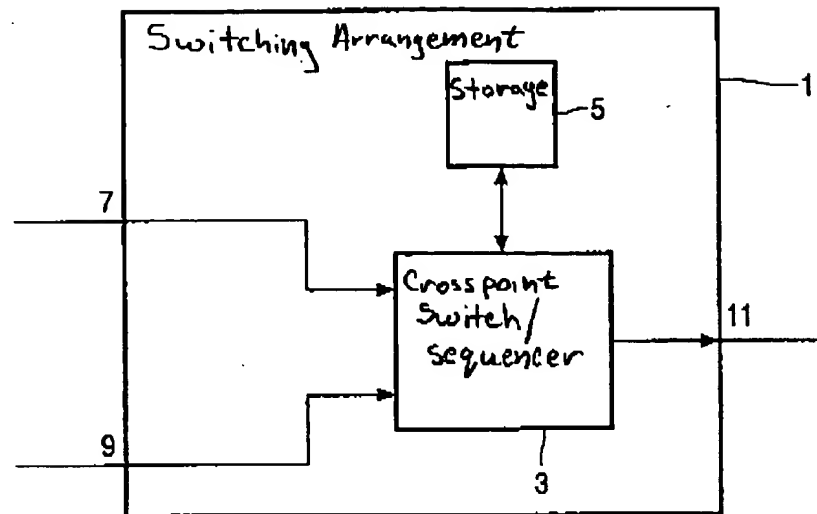 Switching Arrangement
Storage
5
1
7
Crosspoint
Switch/
sequencer
11
9
3